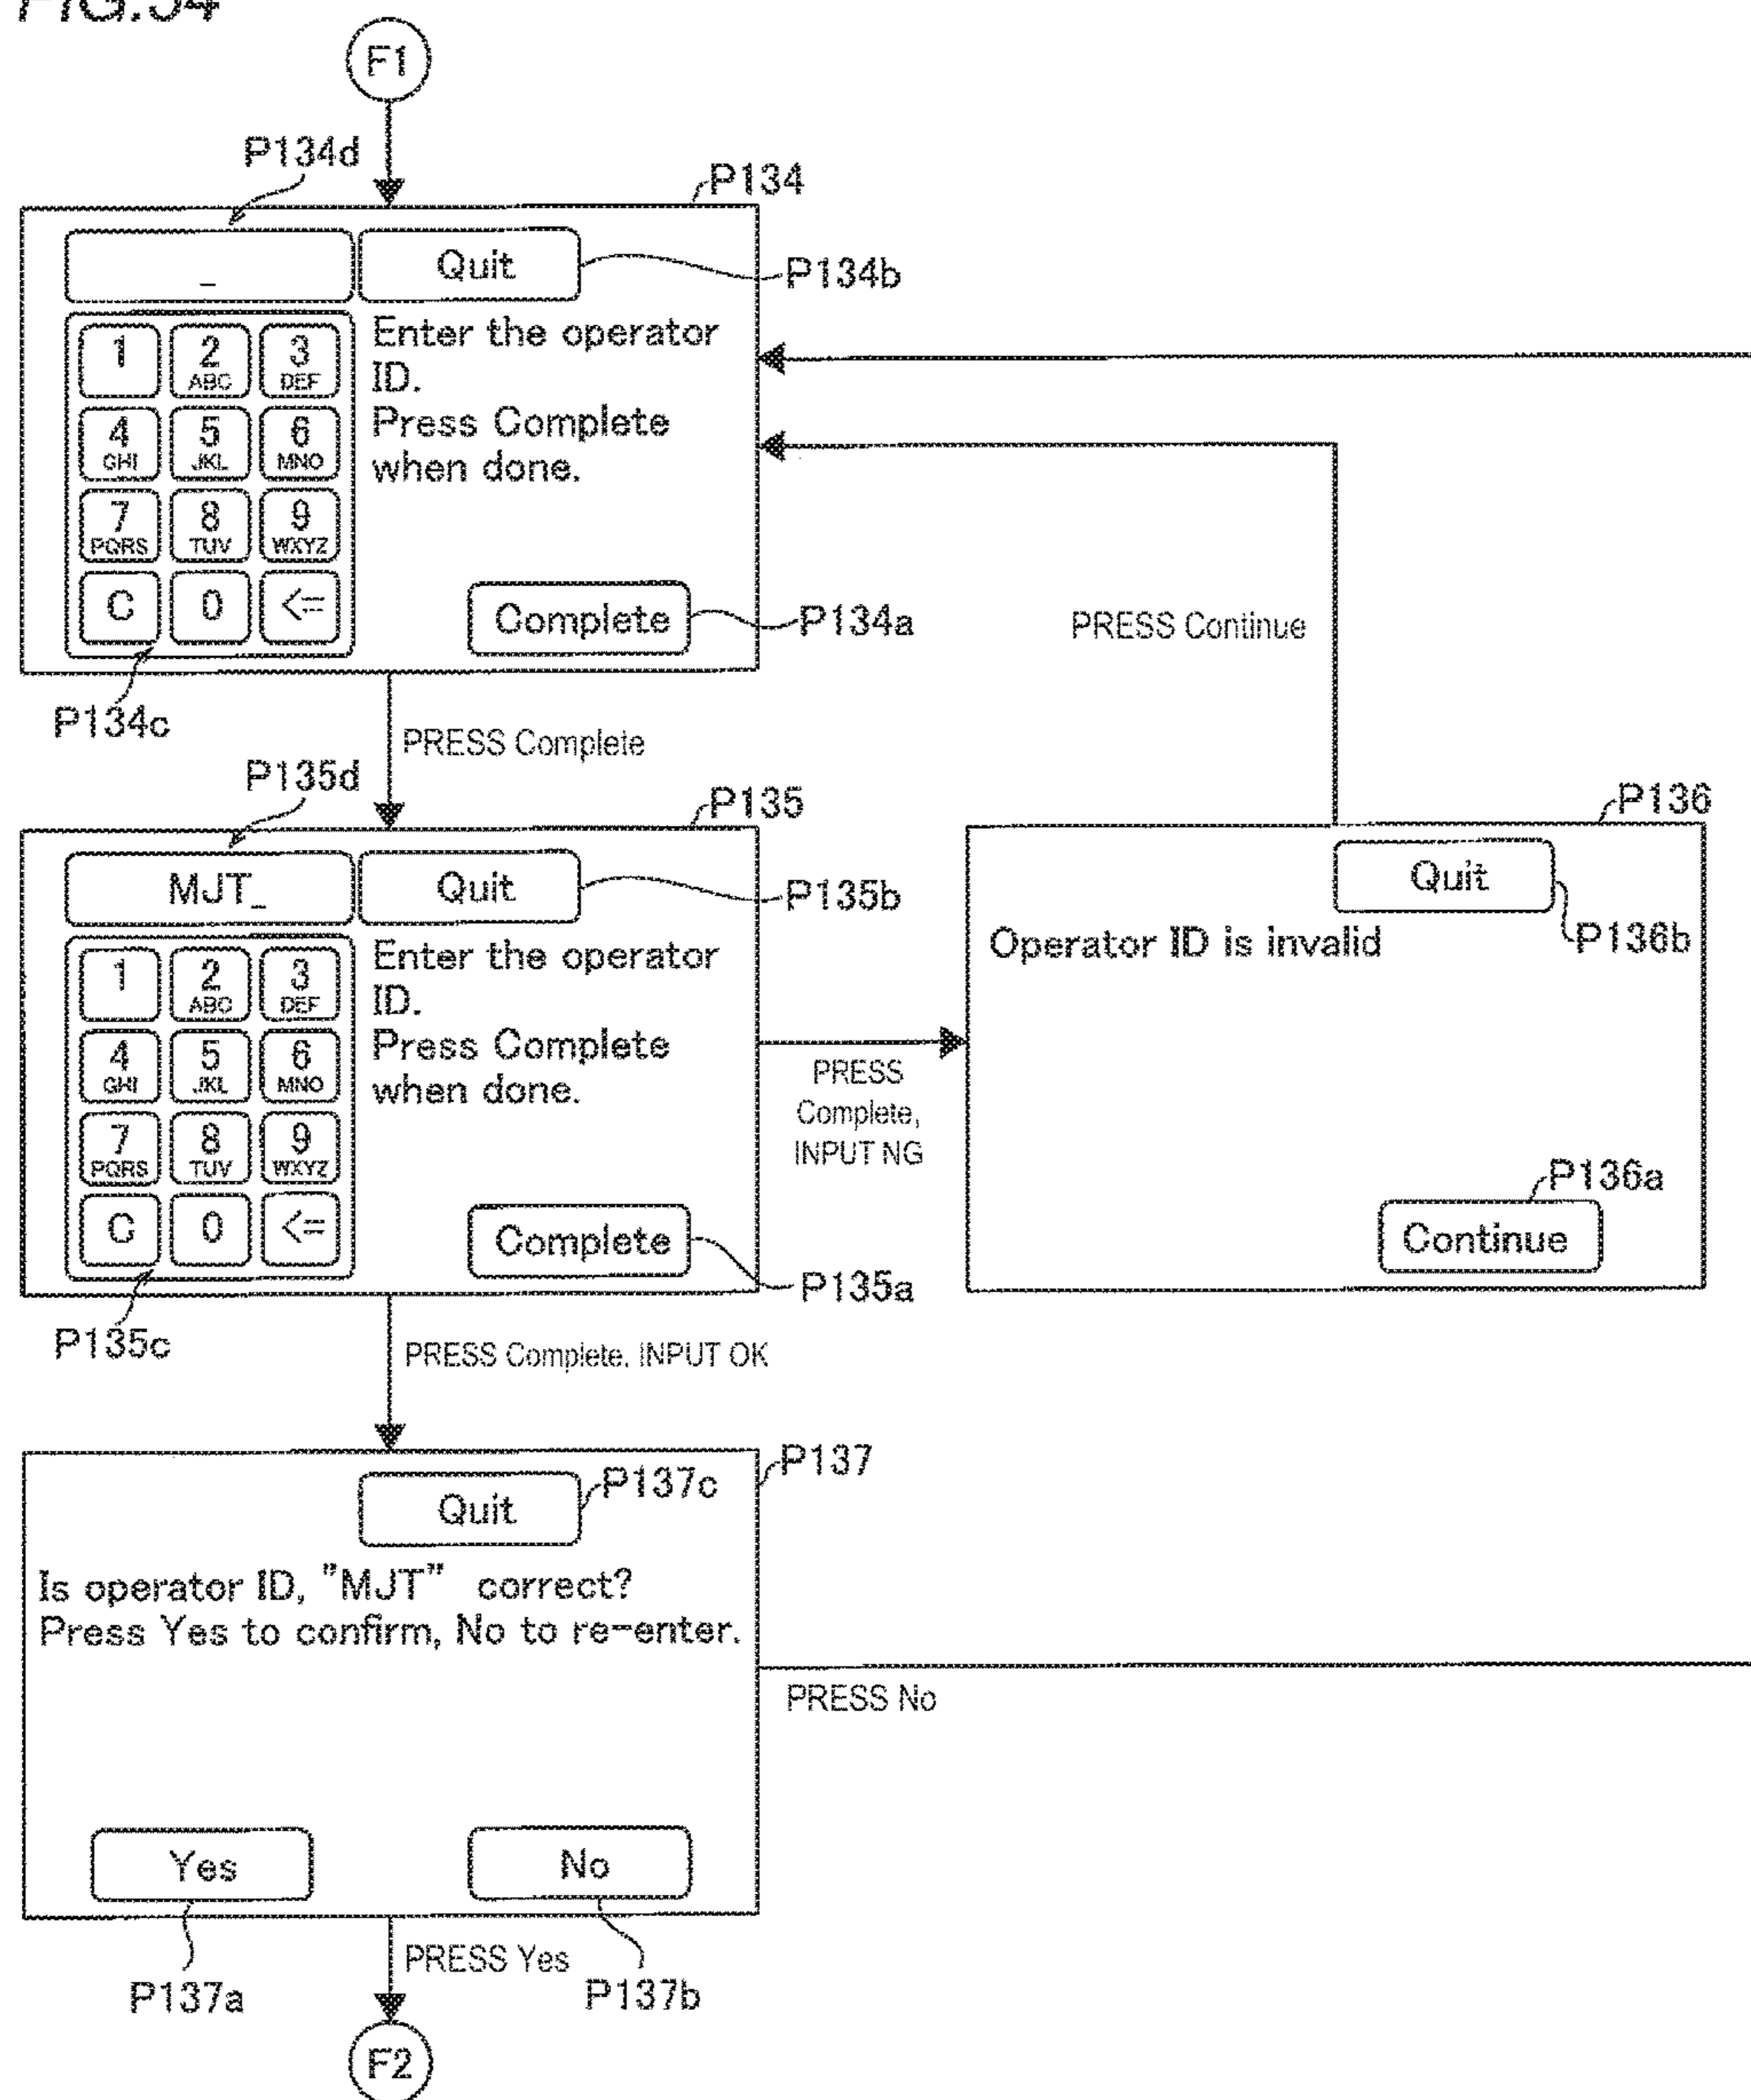 FIG.54
F1
P134d
P134
_
Quit
P134b
1
2
ABC
3
DEF
4
GHI
5
JKL
6
MNO
7
PQRS
8
TUV
9
WXYZ
C
0
<=
Enter the operator
ID.
Press Complete
when done.
Complete
P134a
PRESS Continue
P134c
PRESS Complete
P135d
P135
MJT_
Quit
P135b
1
2
ABC
3
DEF
4
GHI
5
JKL
6
MNO
7
PQRS
8
TUV
9
WXYZ
C
0
<=
Enter the operator
ID.
Press Complete
when done.
Complete
P135a
P135c
PRESS
Complete,
INPUT NG
P136
Quit
P136b
Operator ID is invalid
P136a
Continue
PRESS Complete, INPUT OK
P137
Quit
P137c
Is operator ID, "MJT" correct?
Press Yes to confirm, No to re-enter.
PRESS No
Yes
No
P137a
PRESS Yes
P137b
F2